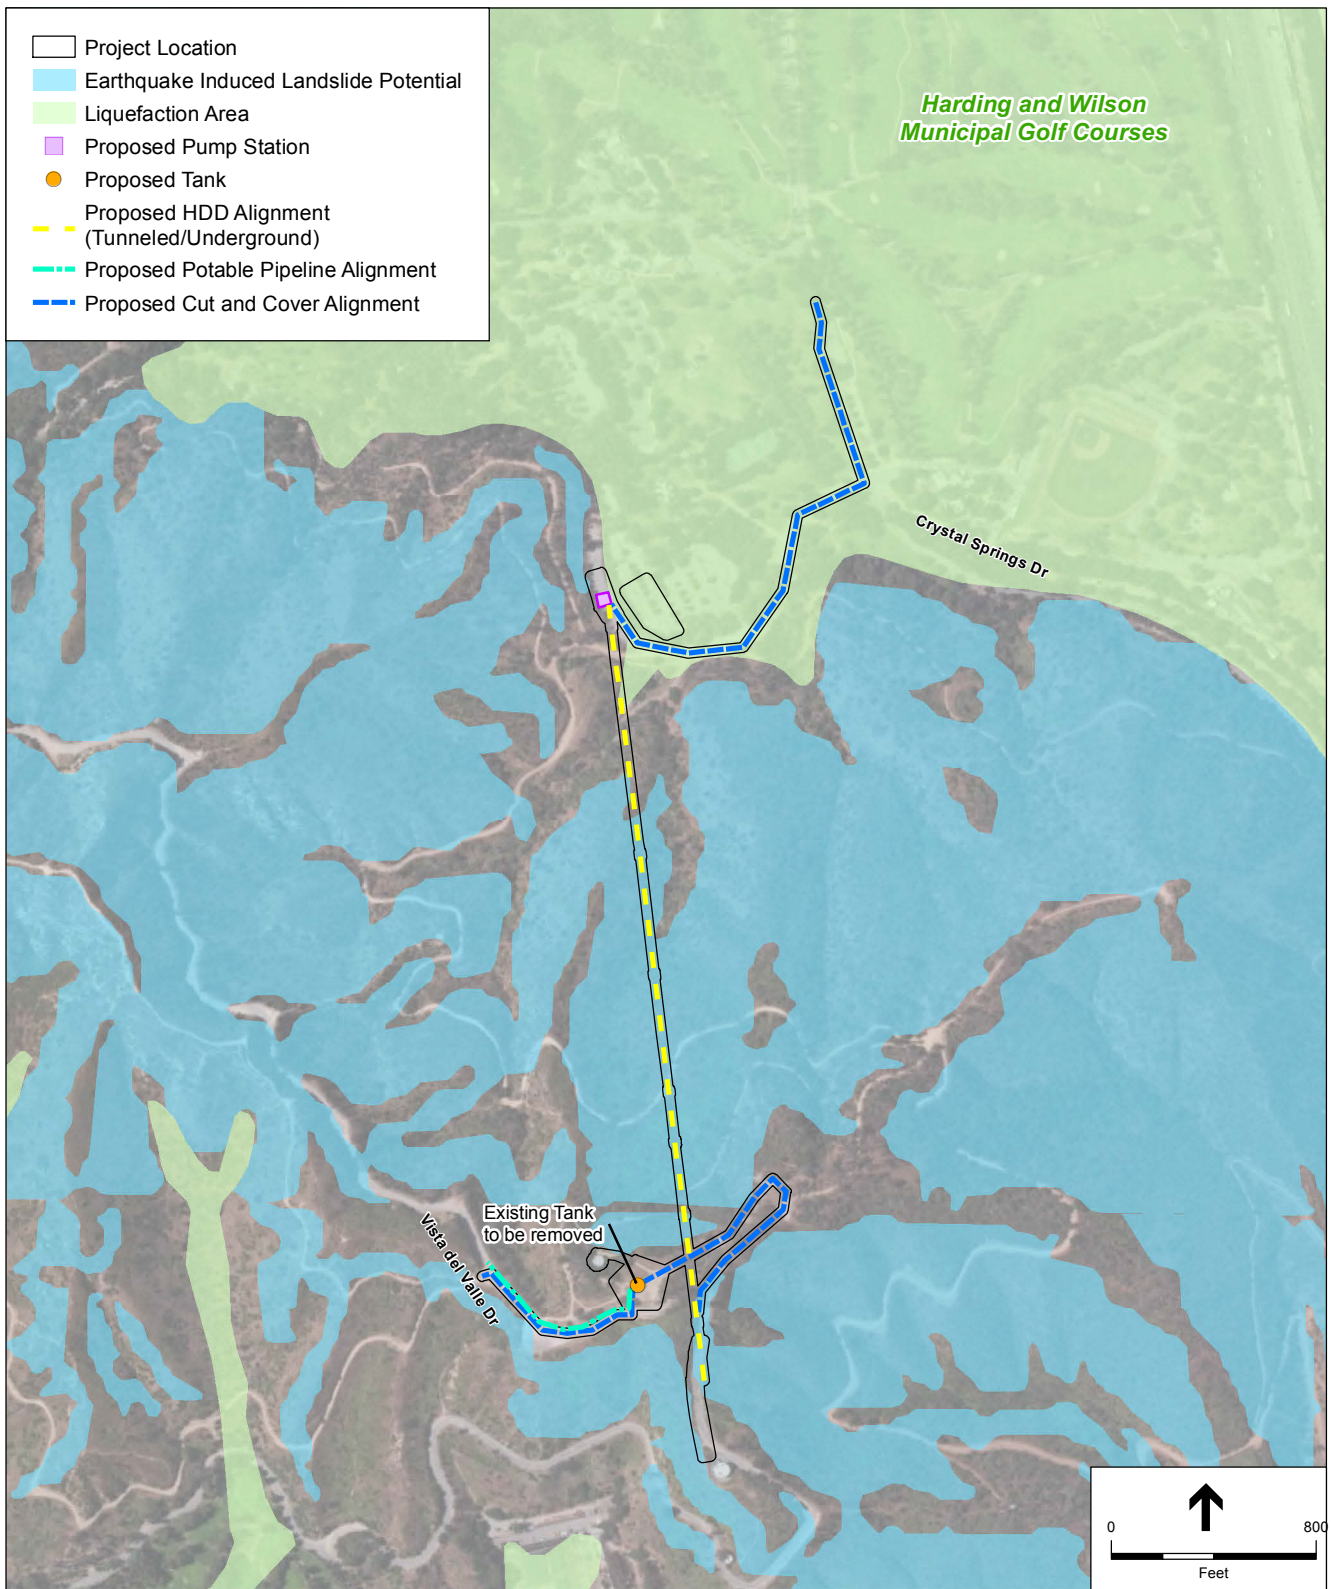 Project Location
Earthquake Induced Landslide Potential
Liquefaction Area
Proposed Pump Station
Proposed Tank
Proposed HDD Alignment
(Tunneled/Underground)
Proposed Potable Pipeline Alignment
Proposed Cut and Cover Alignment
Harding and Wilson
Municipal Golf Courses
Crystal Springs Dr
Existing Tank
to be removed
Vista del Valle Dr
0 800
Feet